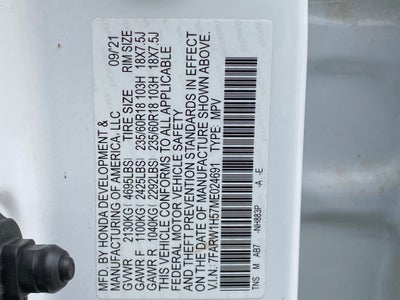 MFD. BY HONDA DEVELOPMENT & 09/21
MANUFACTURING OF AMERICA, LLC
TIRE SIZE RIM SIZE
GVWR 2130KG( 4695LBS)
GAWR F 1100KG( 2425LBS) 235/60R18 103H 18X7.5J
GAWR R 1040KG( 2292LBS) 235/60R18 103H 18X7.5J
THIS VEHICLE CONFORMS TO ALL APPLICABLE
FEDERAL MOTOR VEHICLE SAFETY
AND THEFT PREVENTION STANDARDS IN EFFECT
ON THE DATE OF MANUFACTURE SHOWN ABOVE.
V.I.N: 7FARW1H57ME024691 TYPE: MPV
-NH883P -A -E
TNS M AB7